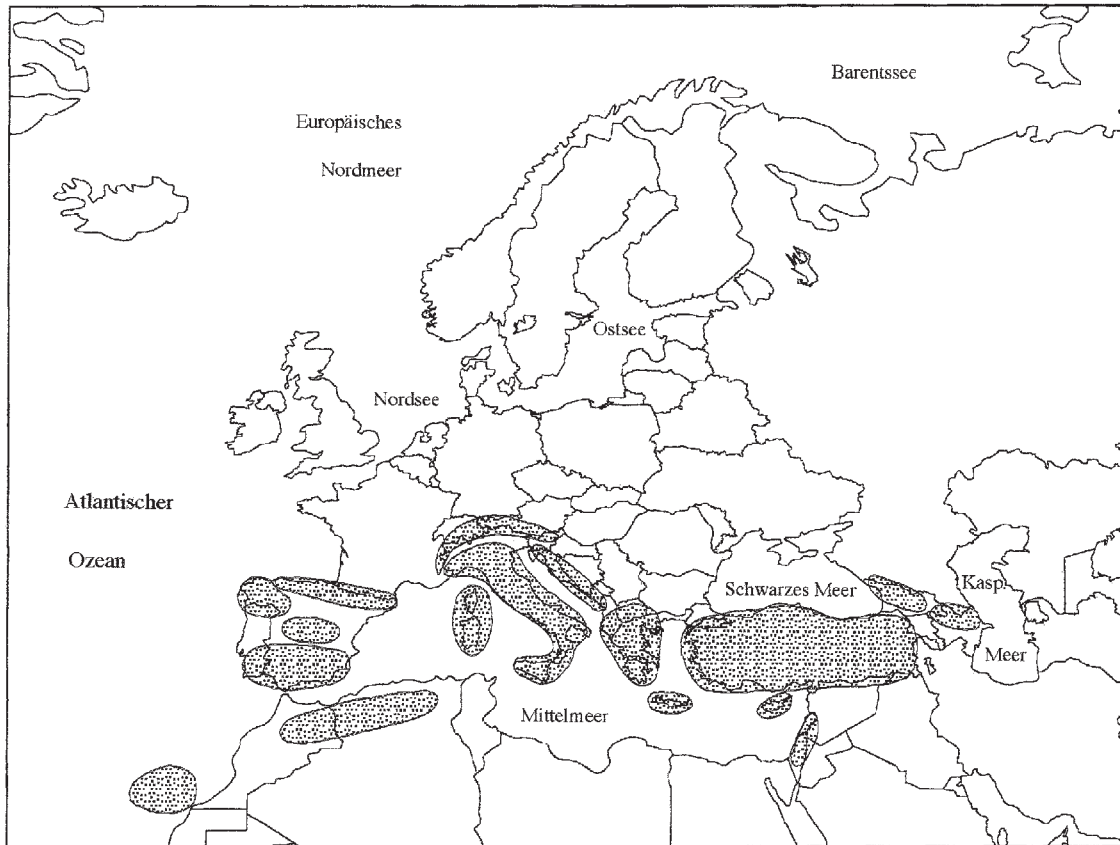 Barentssee
Europäisches
Nordmeer
Ostsee
Nordsee
Atlantischer
Ozean
Schwarzes Meer
Kasp.
Meer
Mittelmeer